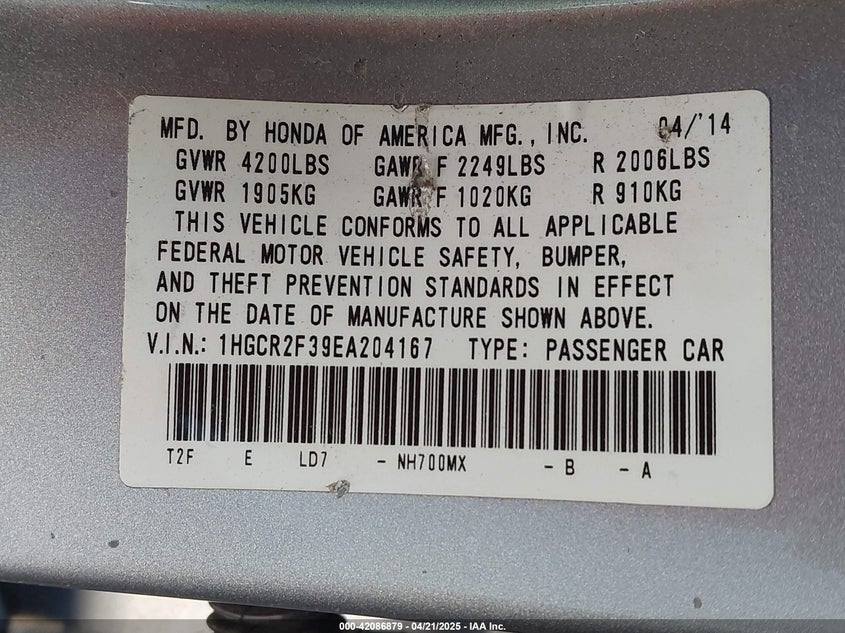 MFD. BY HONDA OF AMERICA MFG., INC. 04/'14
GVWR 4200LBS GAWR F 2249LBS R 2006LBS
GVWR 1905KG GAWR F 1020KG R 910KG
THIS VEHICLE CONFORMS TO ALL APPLICABLE
FEDERAL MOTOR VEHICLE SAFETY, BUMPER,
AND THEFT PREVENTION STANDARDS IN EFFECT
ON THE DATE OF MANUFACTURE SHOWN ABOVE.
V.I.N.: 1HGCR2F39EA204167 TYPE: PASSENGER CAR
T2F E LD7 - NH700MX - B - A
000-42086879 - 04/21/2025 - IAA Inc.